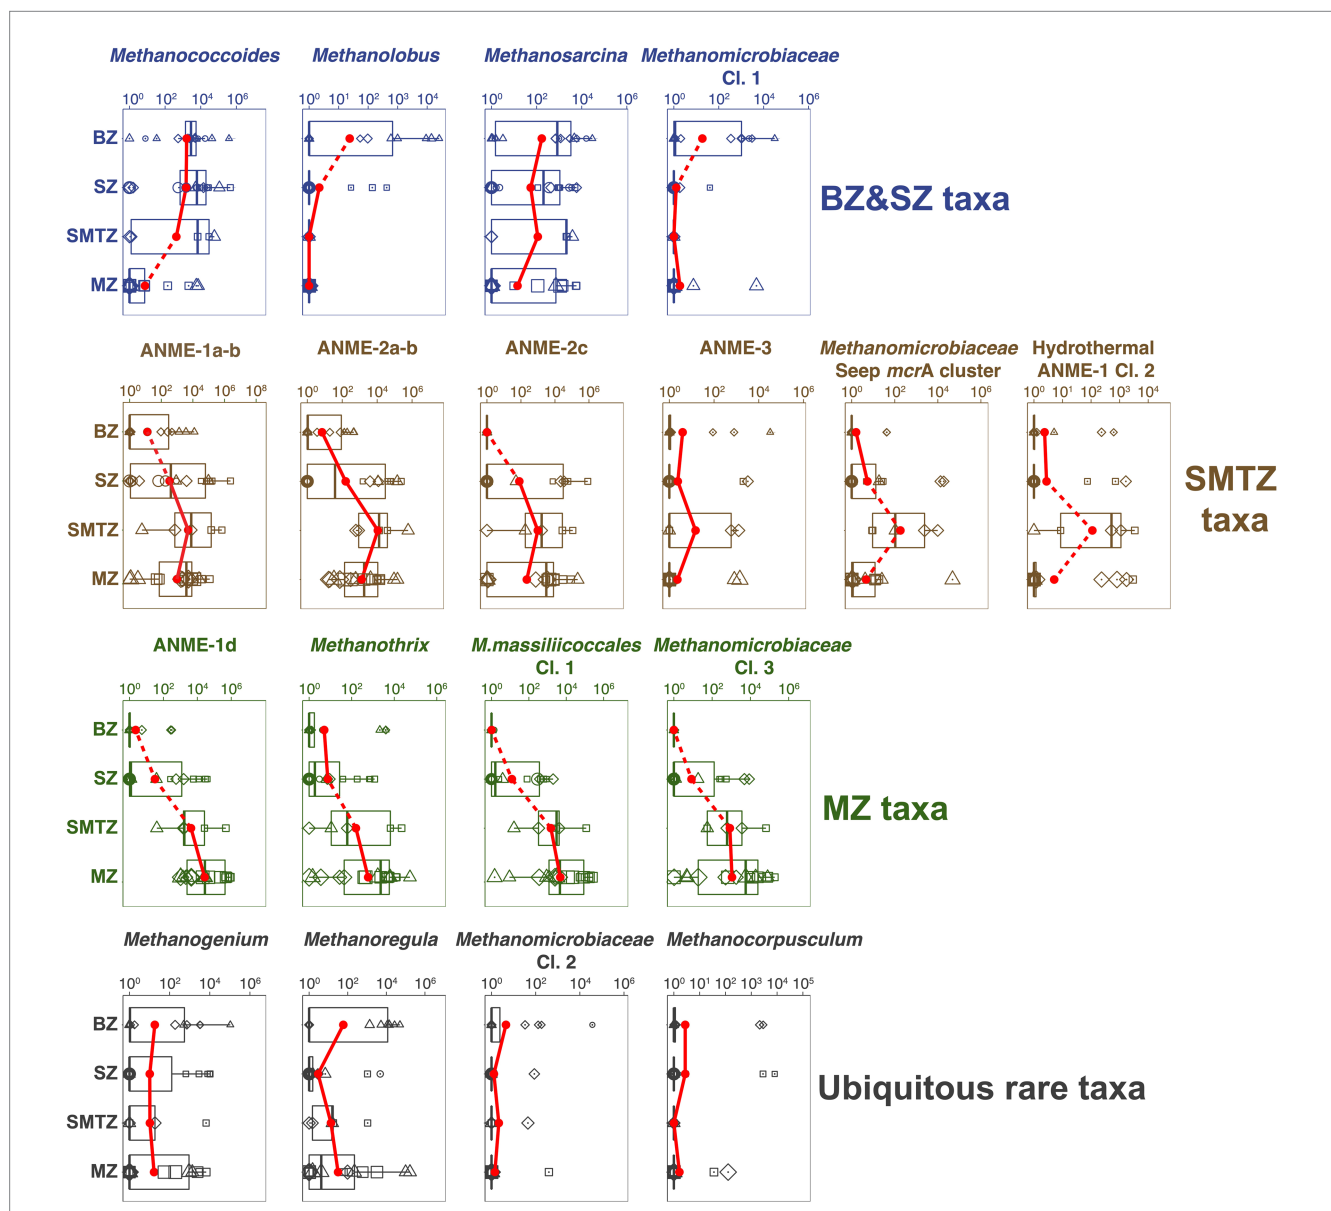 Methanococcoides Methanolobus Methanosarcina Methanomicrobiaceae
Cl. 1
10⁰ 10² 10⁴ 10⁶ 10⁰ 10¹ 10² 10³ 10⁴ 10⁰ 10² 10⁴ 10⁶ 10⁰ 10² 10⁴ 10⁶
BZ
SZ
SMTZ
MZ
BZ&SZ taxa
ANME-1a-b ANME-2a-b ANME-2c ANME-3 Methanomicrobiaceae Hydrothermal
Seep mcrA cluster ANME-1 Cl. 2
10⁰ 10² 10⁴ 10⁶ 10⁸ 10⁰ 10² 10⁴ 10⁶ 10⁰ 10² 10⁴ 10⁶ 10⁰ 10² 10⁴ 10⁶ 10⁰ 10² 10⁴ 10⁶ 10⁰ 10¹ 10² 10³ 10⁴
BZ
SZ
SMTZ
MZ
SMTZ
taxa
ANME-1d Methanothrix M.massiliicoccales Methanomicrobiaceae
Cl. 1 Cl. 3
10⁰ 10² 10⁴ 10⁶ 10⁰ 10² 10⁴ 10⁶ 10⁰ 10² 10⁴ 10⁶ 10⁰ 10² 10⁴ 10⁶
BZ
SZ
SMTZ
MZ
MZ taxa
Methanogenium Methanoregula Methanomicrobiaceae Methanocorpusculum
Cl. 2
10⁰ 10² 10⁴ 10⁶ 10⁰ 10² 10⁴ 10⁶ 10⁰ 10² 10⁴ 10⁶ 10⁰ 10¹ 10² 10³ 10⁴ 10⁵
BZ
SZ
SMTZ
MZ
Ubiquitous rare taxa